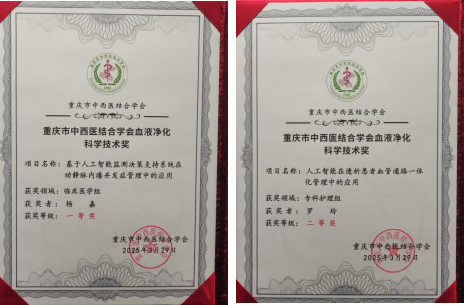 重庆市中西医结合学会
重庆市中西医结合学会血液净化
科学技术奖
项目名称：基于人工智能监测决策支持系统在
动静脉内瘘并发症管理中的应用
获奖领域：临床医学组
获奖者：杨 嘉
获奖等级：一等奖
重庆市中西医结合学会
2025年3月29日
重庆市中西医结合学会
重庆市中西医结合学会血液净化
科学技术奖
项目名称：人工智能在透析患者血管通路一体
化管理中的应用
获奖领域：专科护理组
获奖者：罗 玲
获奖等级：二等奖
重庆市中西医结合学会
2025年3月29日